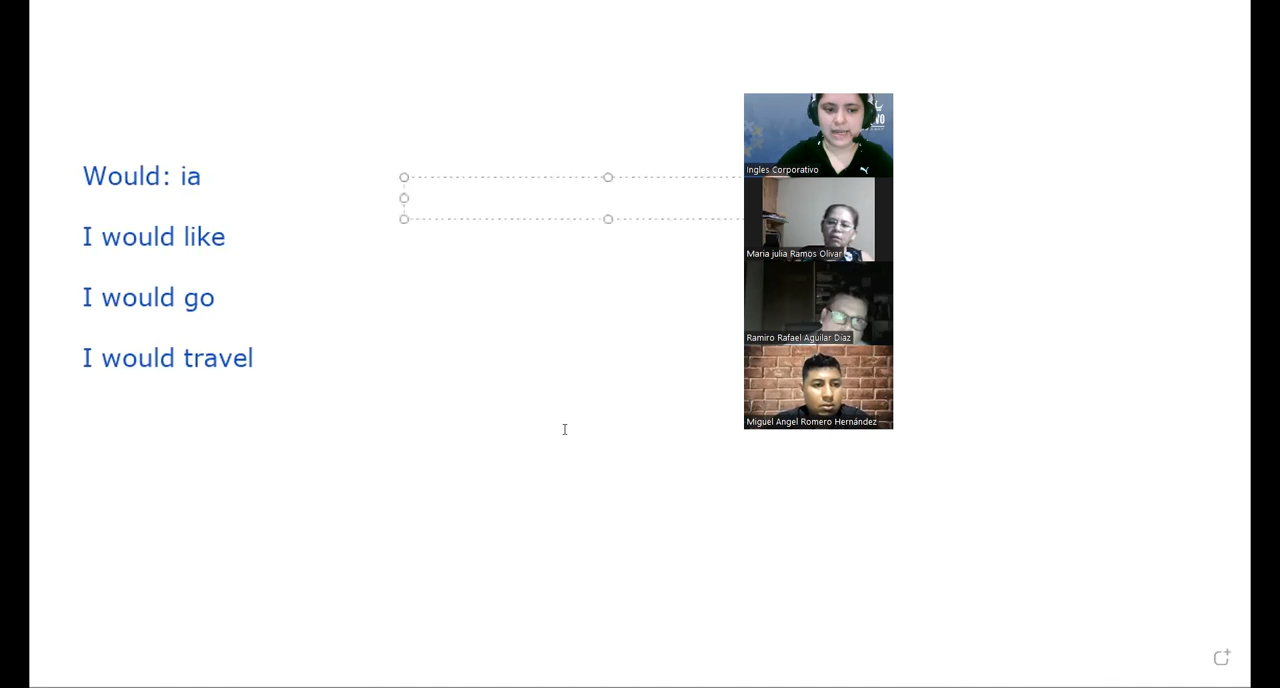 Would: ia
I would like
I would go
I would travel
Ingles Corporativo
Maria julia Ramos Olivar
Ramiro Rafael Aguilar Díaz
Miguel Angel Romero Hernández